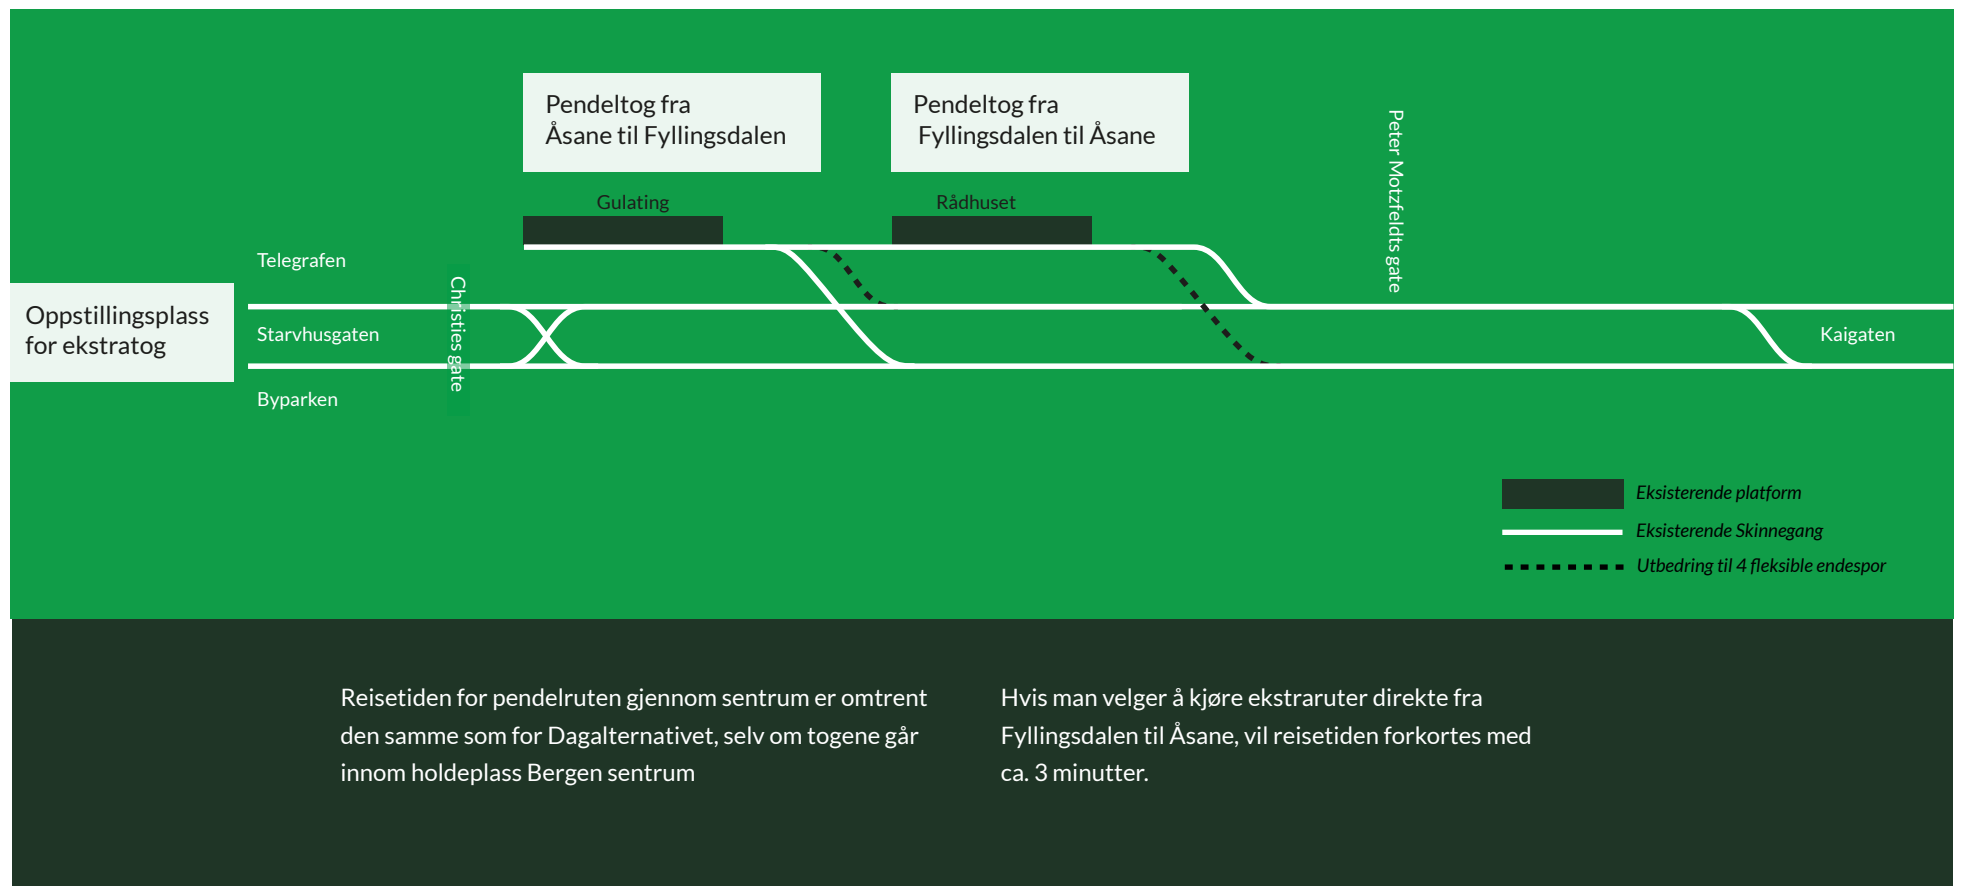 Pendeltog fra
Åsane til Fyllingsdalen
Pendeltog fra
Fyllingsdalen til Åsane
Peter Motzfeldts gate
Gulating
Rådhuset
Telegrafen
Christies gate
Oppstillingsplass
for ekstratog
Starvhusgaten
Kaigaten
Byparken
Eksisterende platform
Eksisterende Skinnegang
Utbedring til 4 fleksible endespor
Reisetiden for pendelruten gjennom sentrum er omtrent
den samme som for Dagalternativet, selv om togene går
innom holdeplass Bergen sentrum
Hvis man velger å kjøre ekstraruter direkte fra
Fyllingsdalen til Åsane, vil reisetiden forkortes med
ca. 3 minutter.